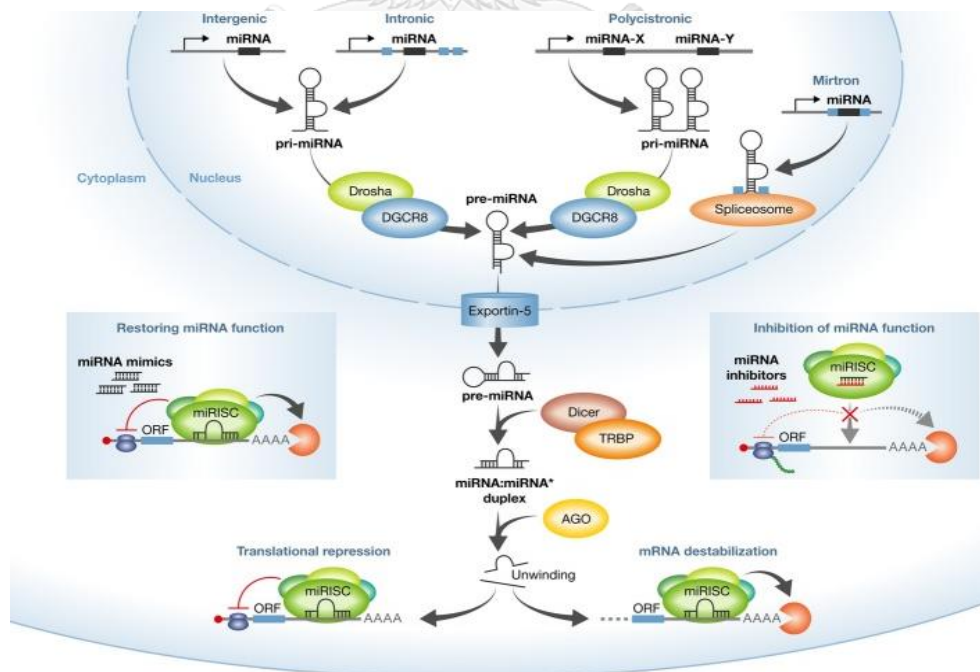 Intergenic
miRNA
Intronic
miRNA
Polycistronic
miRNA-X miRNA-Y
Mirtron
miRNA
pri-miRNA
pri-miRNA
Cytoplasm
Nucleus
Drosha
DGCR8
pre-miRNA
Drosha
DGCR8
Spliceosome
Exportin-5
Restoring miRNA function
miRNA mimics
miRISC
ORF
AAAA
pre-miRNA
Dicer
TRBP
miRNA:miRNA*
duplex
AGO
Unwinding
Inhibition of miRNA function
miRNA
inhibitors
miRISC
ORF
AAAA
Translational repression
miRISC
ORF
AAAA
mRNA destabilization
miRISC
ORF
AAAA